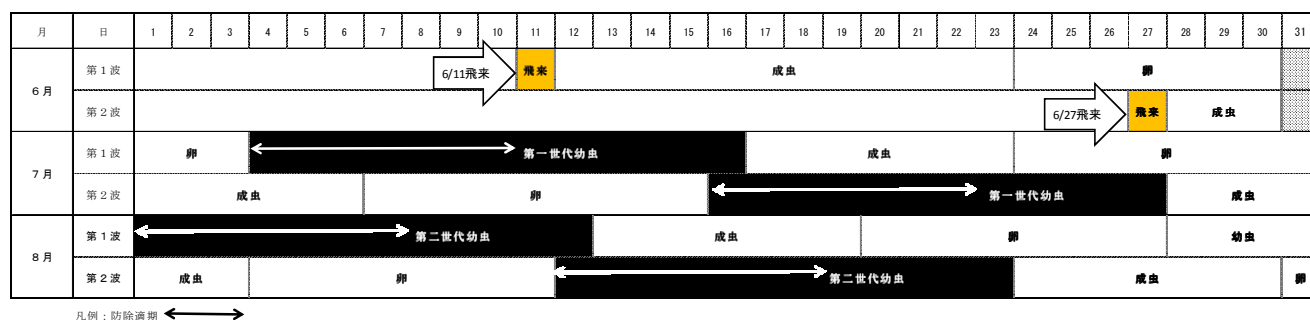 月 日 1 2 3 4 5 6 7 8 9 10 11 12 13 14 15 16 17 18 19 20 21 22 23 24 25 26 27 28 29 30 31
6月 第1波 6/11飛来 飛来 成虫 卵
第2波 6/27飛来 飛来 成虫
7月 第1波 卵 第一世代幼虫 成虫 卵
第2波 成虫 卵 第一世代幼虫 成虫
8月 第1波 第二世代幼虫 成虫 卵 幼虫
第2波 成虫 卵 第二世代幼虫 成虫 卵
凡例：防除適期